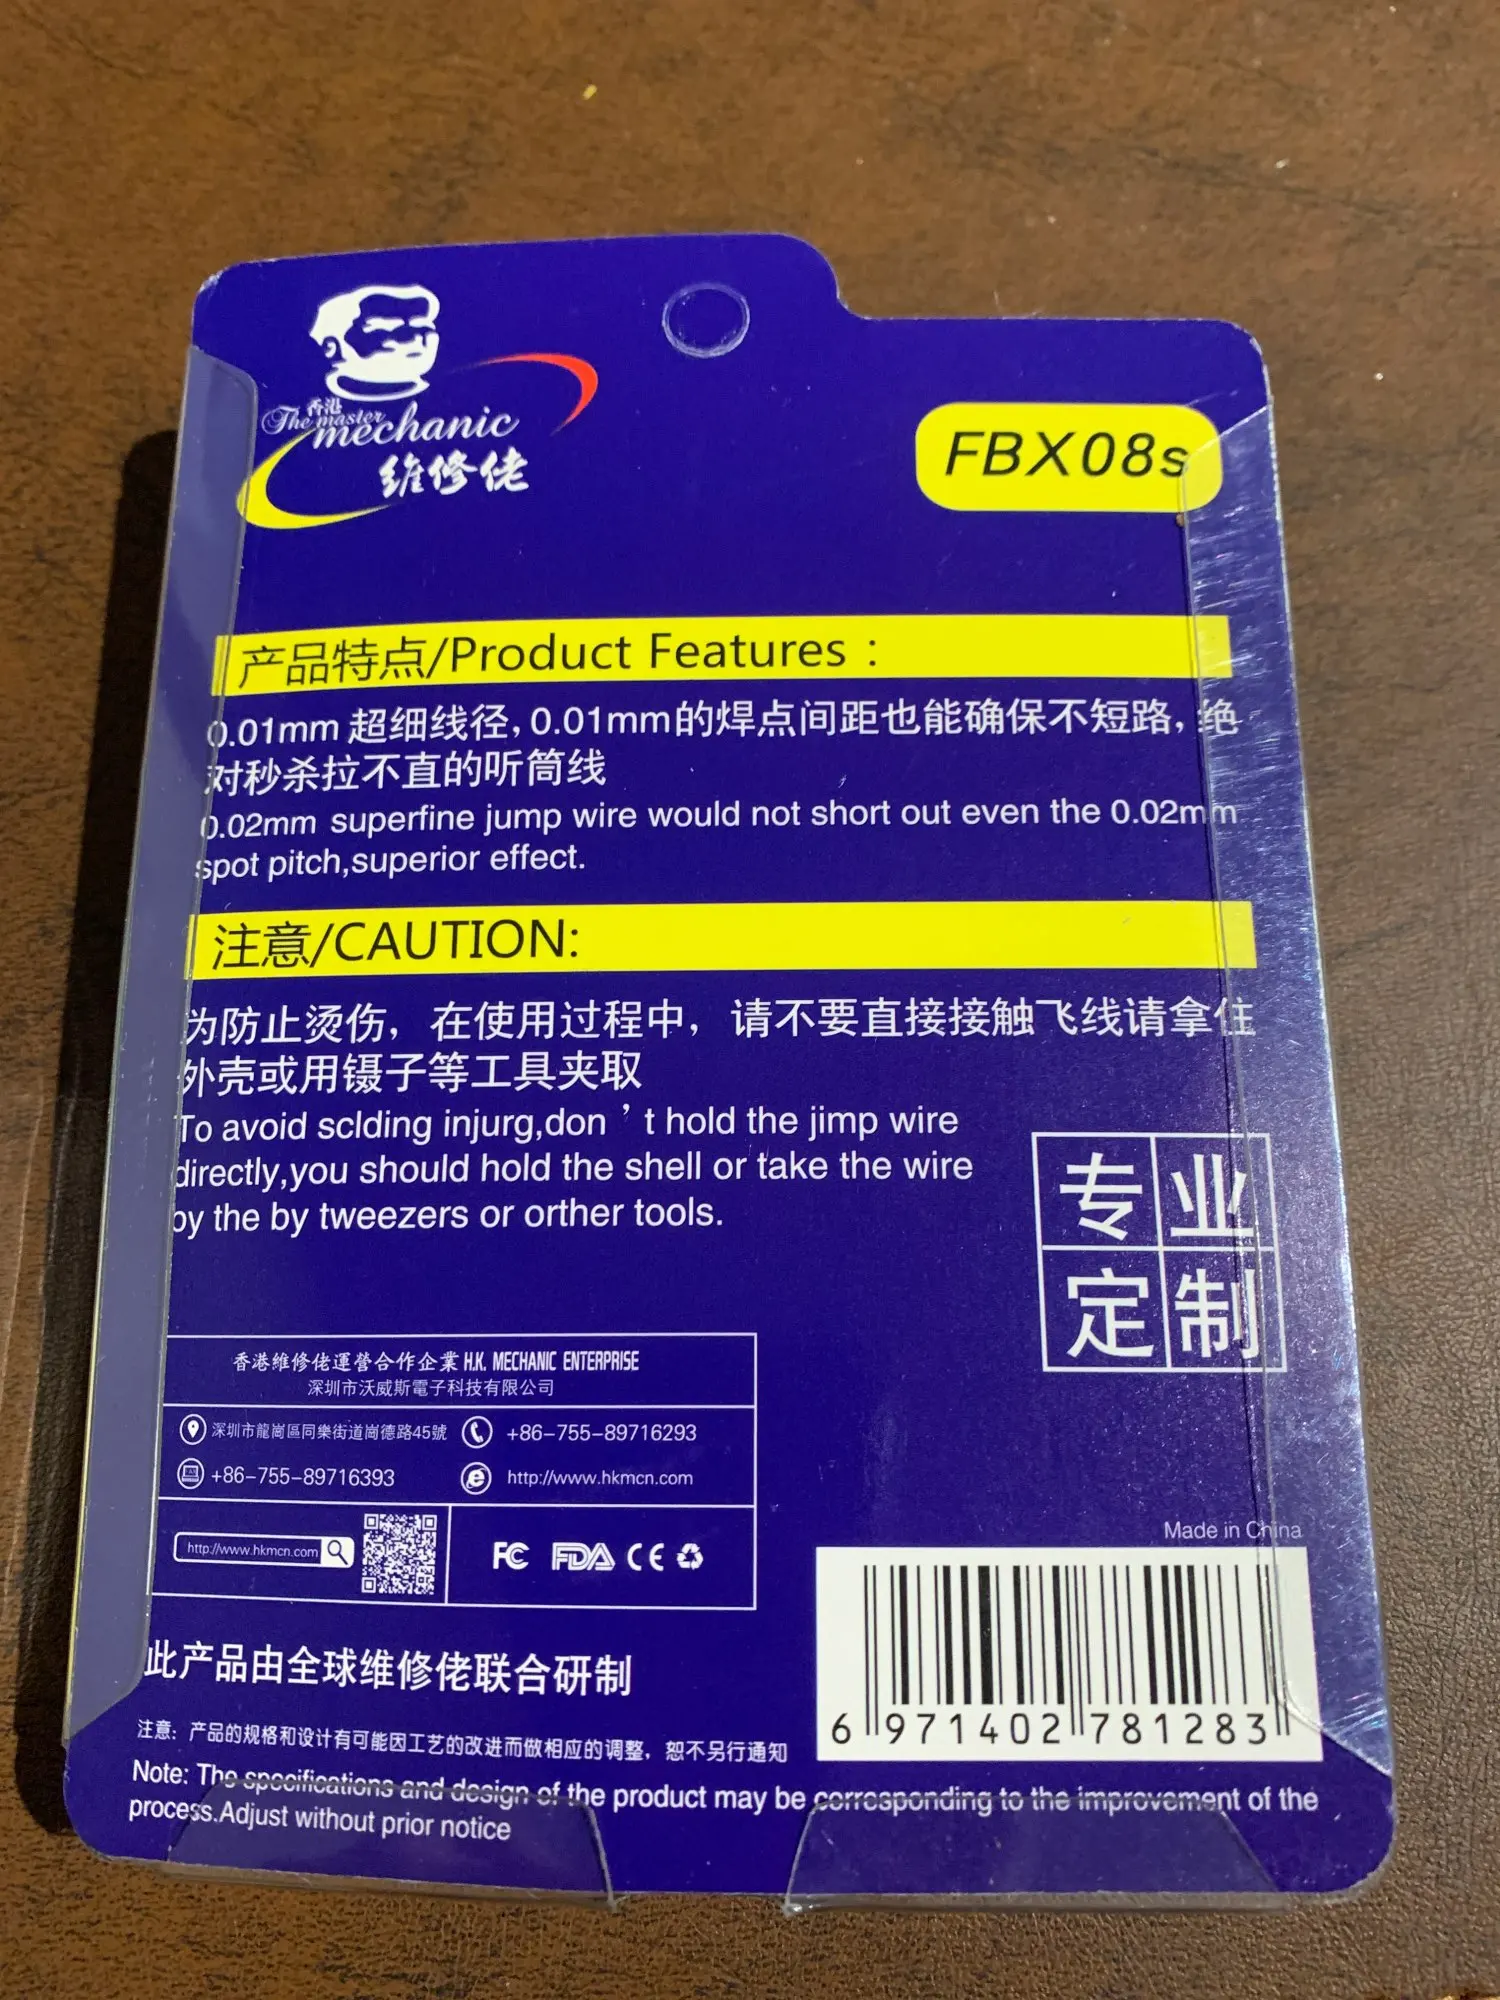 香港
The master
mechanic
维修佬
FBX08s
产品特点/Product Features：
0.01mm 超细线径，0.01mm的焊点间距也能确保不短路，绝
对秒杀拉不直的听筒线
0.02mm superfine jump wire would not short out even the 0.02mm
spot pitch,superior effect.
注意/CAUTION:
为防止烫伤，在使用过程中，请不要直接接触飞线请拿住
外壳或用镊子等工具夹取
To avoid sclding injurg,don ’ t hold the jimp wire
directly,you should hold the shell or take the wire
by the by tweezers or orther tools.
专业
定制
香港維修佬運營合作企業 H.K. MECHANIC ENTERPRISE
深圳市沃威斯電子科技有限公司
深圳市龍崗區同樂街道崗德路45號 +86-755-89716293
+86-755-89716393 http://www.hkmcn.com
http://www.hkmcn.com FC FDA CE
Made in China
6 971402 781283
此产品由全球维修佬联合研制
注意：产品的规格和设计有可能因工艺的改进而做相应的调整，恕不另行通知
Note: The specifications and design of the product may be corresponding to the improvement of the
process.Adjust without prior notice